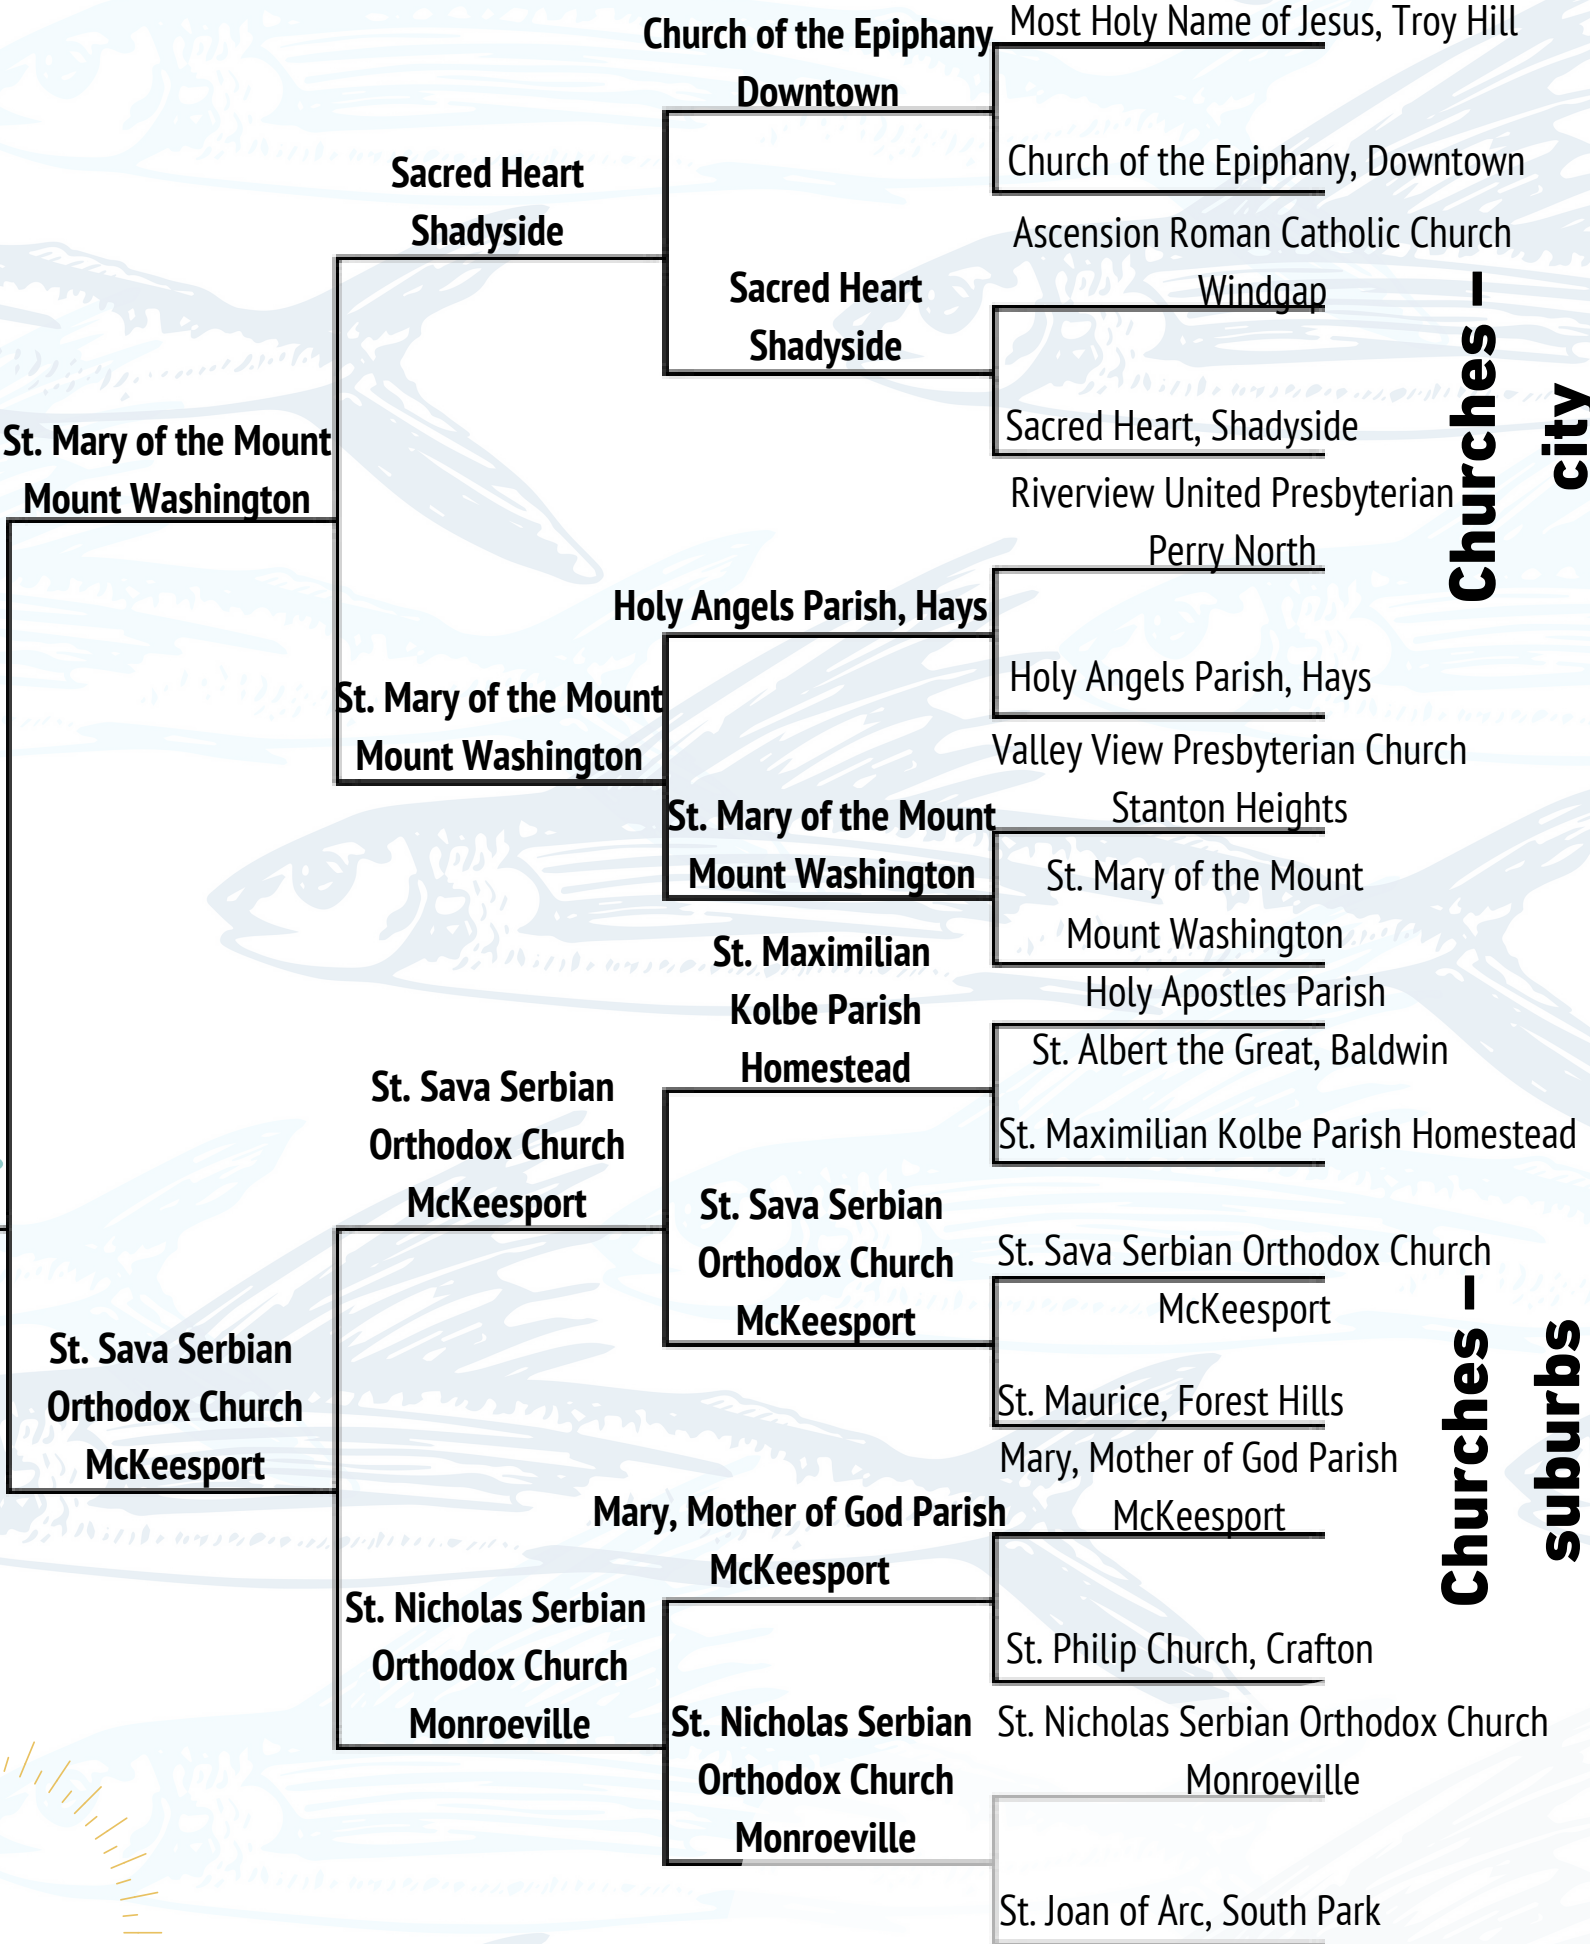 Church of the Epiphany
Downtown
Most Holy Name of Jesus, Troy Hill
Church of the Epiphany, Downtown
Sacred Heart
Shadyside
Ascension Roman Catholic Church
Windgap
Sacred Heart
Shadyside
Sacred Heart, Shadyside
Churches –
city
St. Mary of the Mount
Mount Washington
Riverview United Presbyterian
Perry North
Holy Angels Parish, Hays
Holy Angels Parish, Hays
St. Mary of the Mount
Mount Washington
Valley View Presbyterian Church
Stanton Heights
St. Mary of the Mount
Mount Washington
St. Mary of the Mount
Mount Washington
St. Maximilian
Kolbe Parish
Homestead
Holy Apostles Parish
St. Albert the Great, Baldwin
St. Maximilian Kolbe Parish Homestead
St. Sava Serbian
Orthodox Church
McKeesport
St. Sava Serbian
Orthodox Church
McKeesport
St. Sava Serbian Orthodox Church
McKeesport
St. Maurice, Forest Hills
Churches –
suburbs
St. Sava Serbian
Orthodox Church
McKeesport
Mary, Mother of God Parish
McKeesport
Mary, Mother of God Parish
McKeesport
St. Philip Church, Crafton
St. Nicholas Serbian
Orthodox Church
Monroeville
St. Nicholas Serbian
Orthodox Church
Monroeville
St. Nicholas Serbian Orthodox Church
Monroeville
St. Joan of Arc, South Park